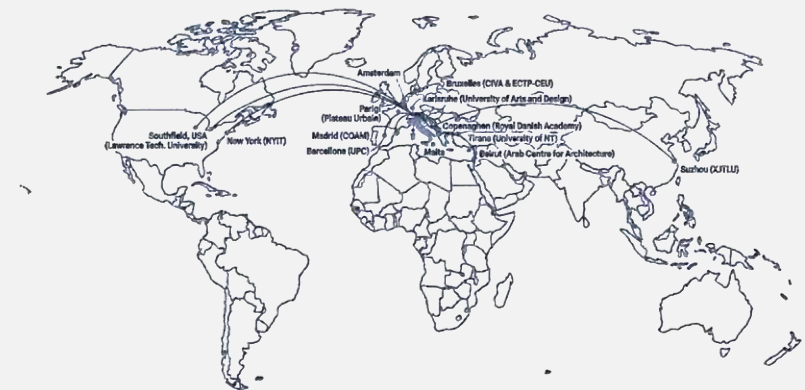 Amsterdam
Bruxelles (CIVA & ECTP-CEU)
Karlsruhe (University of Arts and Design)
Parigi
(Plateau Urbain)
Copenaghen (Royal Danish Academy)
Southfield, USA
(Lawrence Tech. University)
New York (NYIT)
Madrid (COAM)
Tirana (University of NT)
Barcellona (UPC)
Malta
Beirut (Arab Centre for Architecture)
Suzhou (XJTLU)